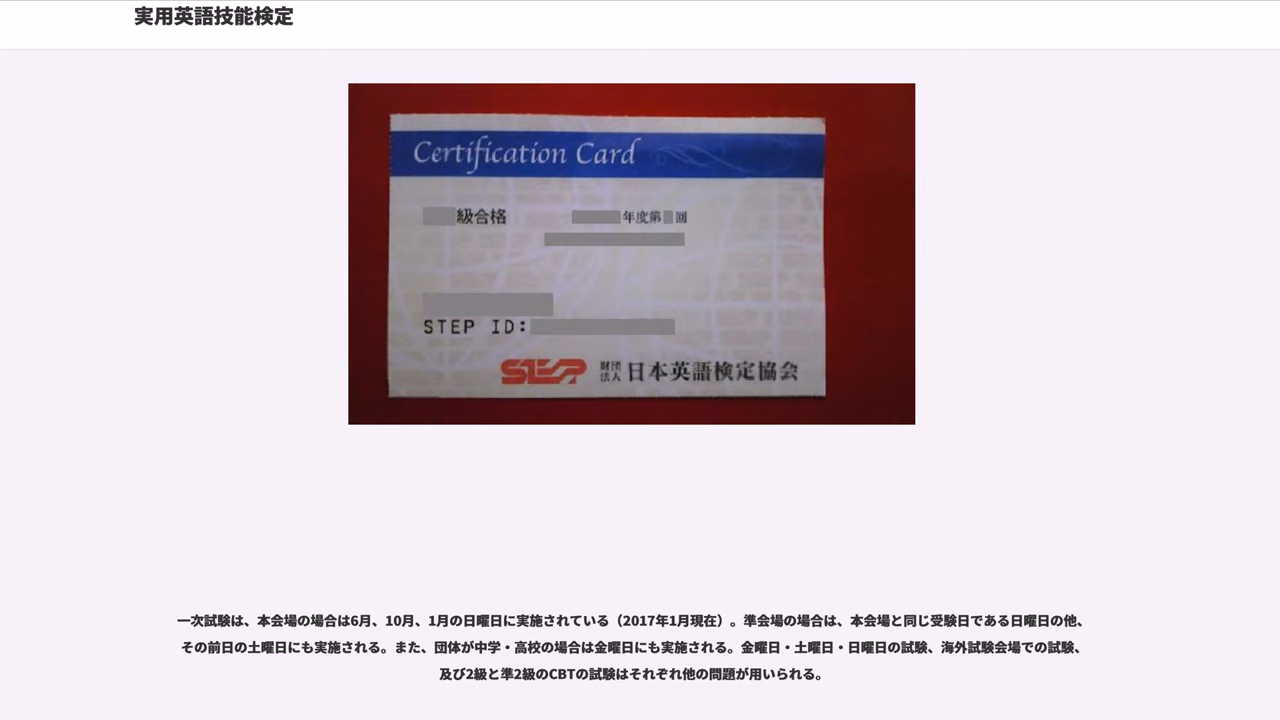 実用英語技能検定
Certification Card
級合格 年度第 回
STEP ID:
STEP 財団法人 日本英語検定協会
一次試験は、本会場の場合は6月、10月、1月の日曜日に実施されている（2017年1月現在）。準会場の場合は、本会場と同じ受験日である日曜日の他、
その前日の土曜日にも実施される。また、団体が中学・高校の場合は金曜日にも実施される。金曜日・土曜日・日曜日の試験、海外試験会場での試験、
及び2級と準2級のCBTの試験はそれぞれ他の問題が用いられる。